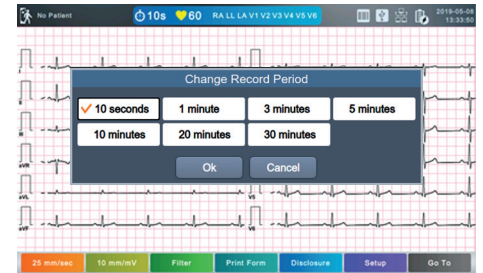 No Patient 10s 60 RA LL LA V1 V2 V3 V4 V5 V6 2019-05-08
13:33:50
Change Record Period
10 seconds 1 minute 3 minutes 5 minutes
10 minutes 20 minutes 30 minutes
Ok Cancel
II
aVR
aVL V5
aVF V6
25 mm/sec 10 mm/mV Filter Print Form Disclosure Setup Go To